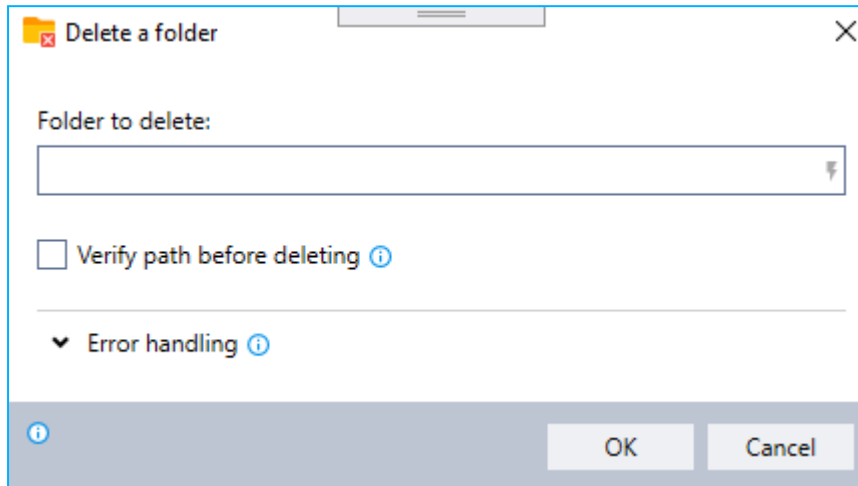 Delete a folder
Folder to delete:
Verify path before deleting
Error handling
OK Cancel